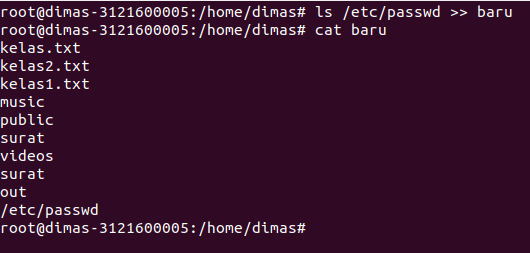 root@dimas-3121600005:/home/dimas# ls /etc/passwd >> baru
root@dimas-3121600005:/home/dimas# cat baru
kelas.txt
kelas2.txt
kelas1.txt
music
public
surat
videos
surat
out
/etc/passwd
root@dimas-3121600005:/home/dimas#